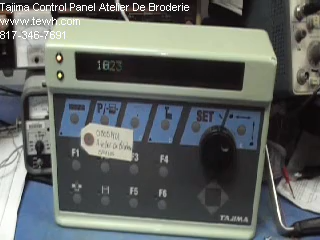 Tajima Control Panel Atelier De Broderie
www.tewh.com
817-346-7691
1823
P/
SET
F1
F3
F4
F5
F6
TAJIMA